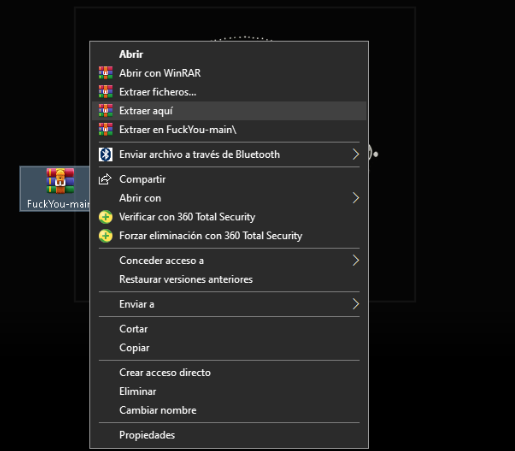 Abrir
Abrir con WinRAR
Extraer ficheros...
Extraer aquí
Extraer en FuckYou-main\
Enviar archivo a través de Bluetooth
Compartir
Abrir con
Verificar con 360 Total Security
Forzar eliminación con 360 Total Security
FuckYou-main
Conceder acceso a
Restaurar versiones anteriores
Enviar a
Cortar
Copiar
Crear acceso directo
Eliminar
Cambiar nombre
Propiedades